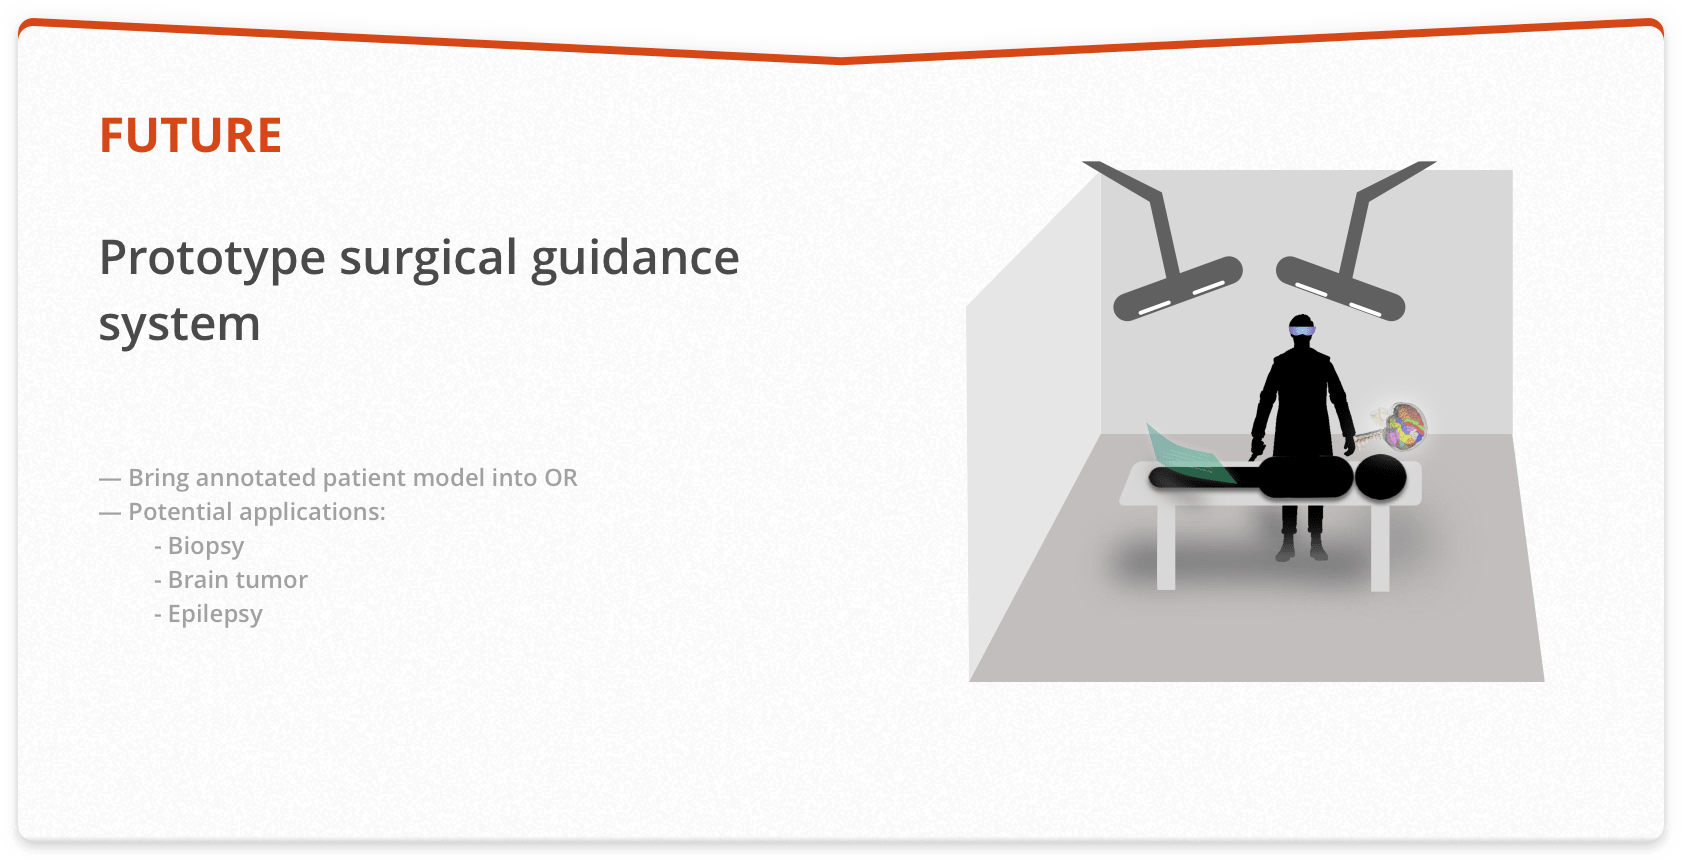 FUTURE
Prototype surgical guidance
system
— Bring annotated patient model into OR
— Potential applications:
- Biopsy
- Brain tumor
- Epilepsy